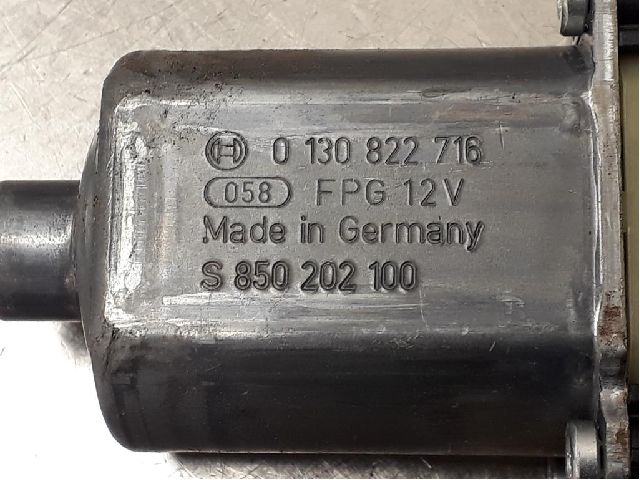 0 130 822 716
058 FPG 12V
Made in Germany
S 850 202 100